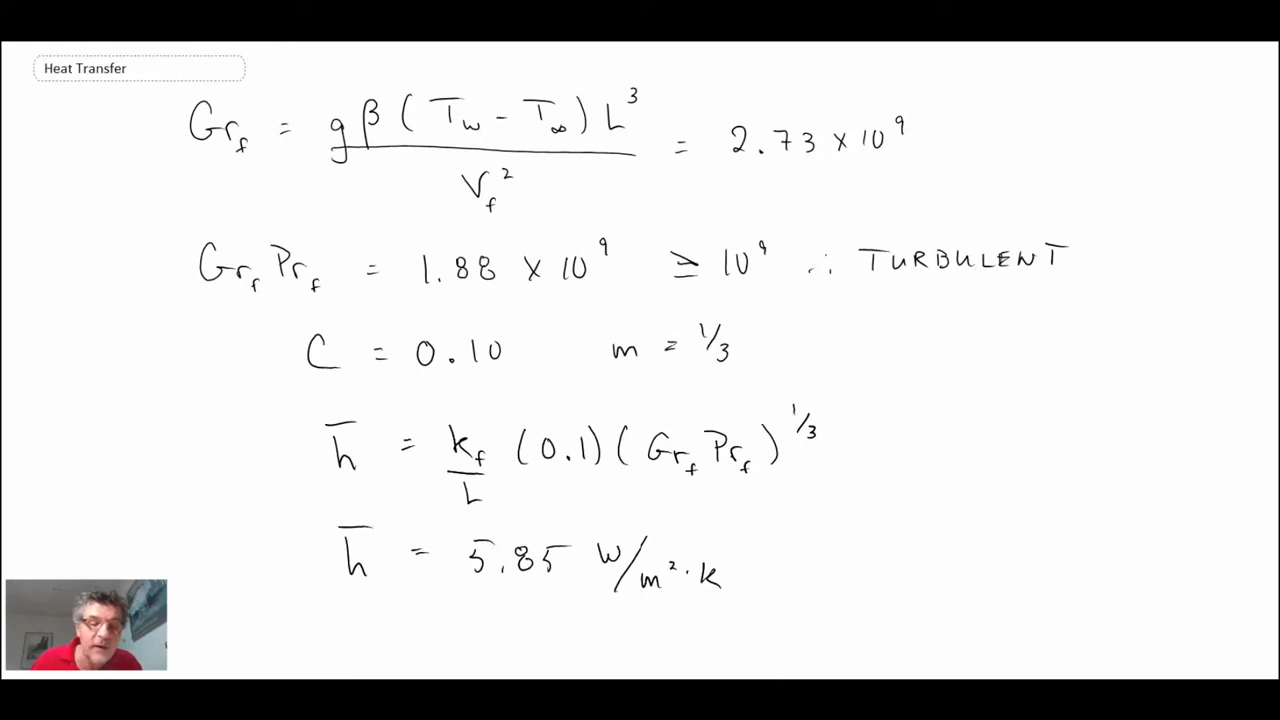 Heat Transfer
Gr_f = gβ(T_w - T_∞)L³ / ν_f² = 2.73 × 10⁹
Gr_f Pr_f = 1.88 × 10⁹ ≥ 10⁹ ∴ TURBULENT
C = 0.10 m = 1/3
h̅ = k_f/L (0.1)(Gr_f Pr_f)^1/3
h̅ = 5.85 W/m²·K